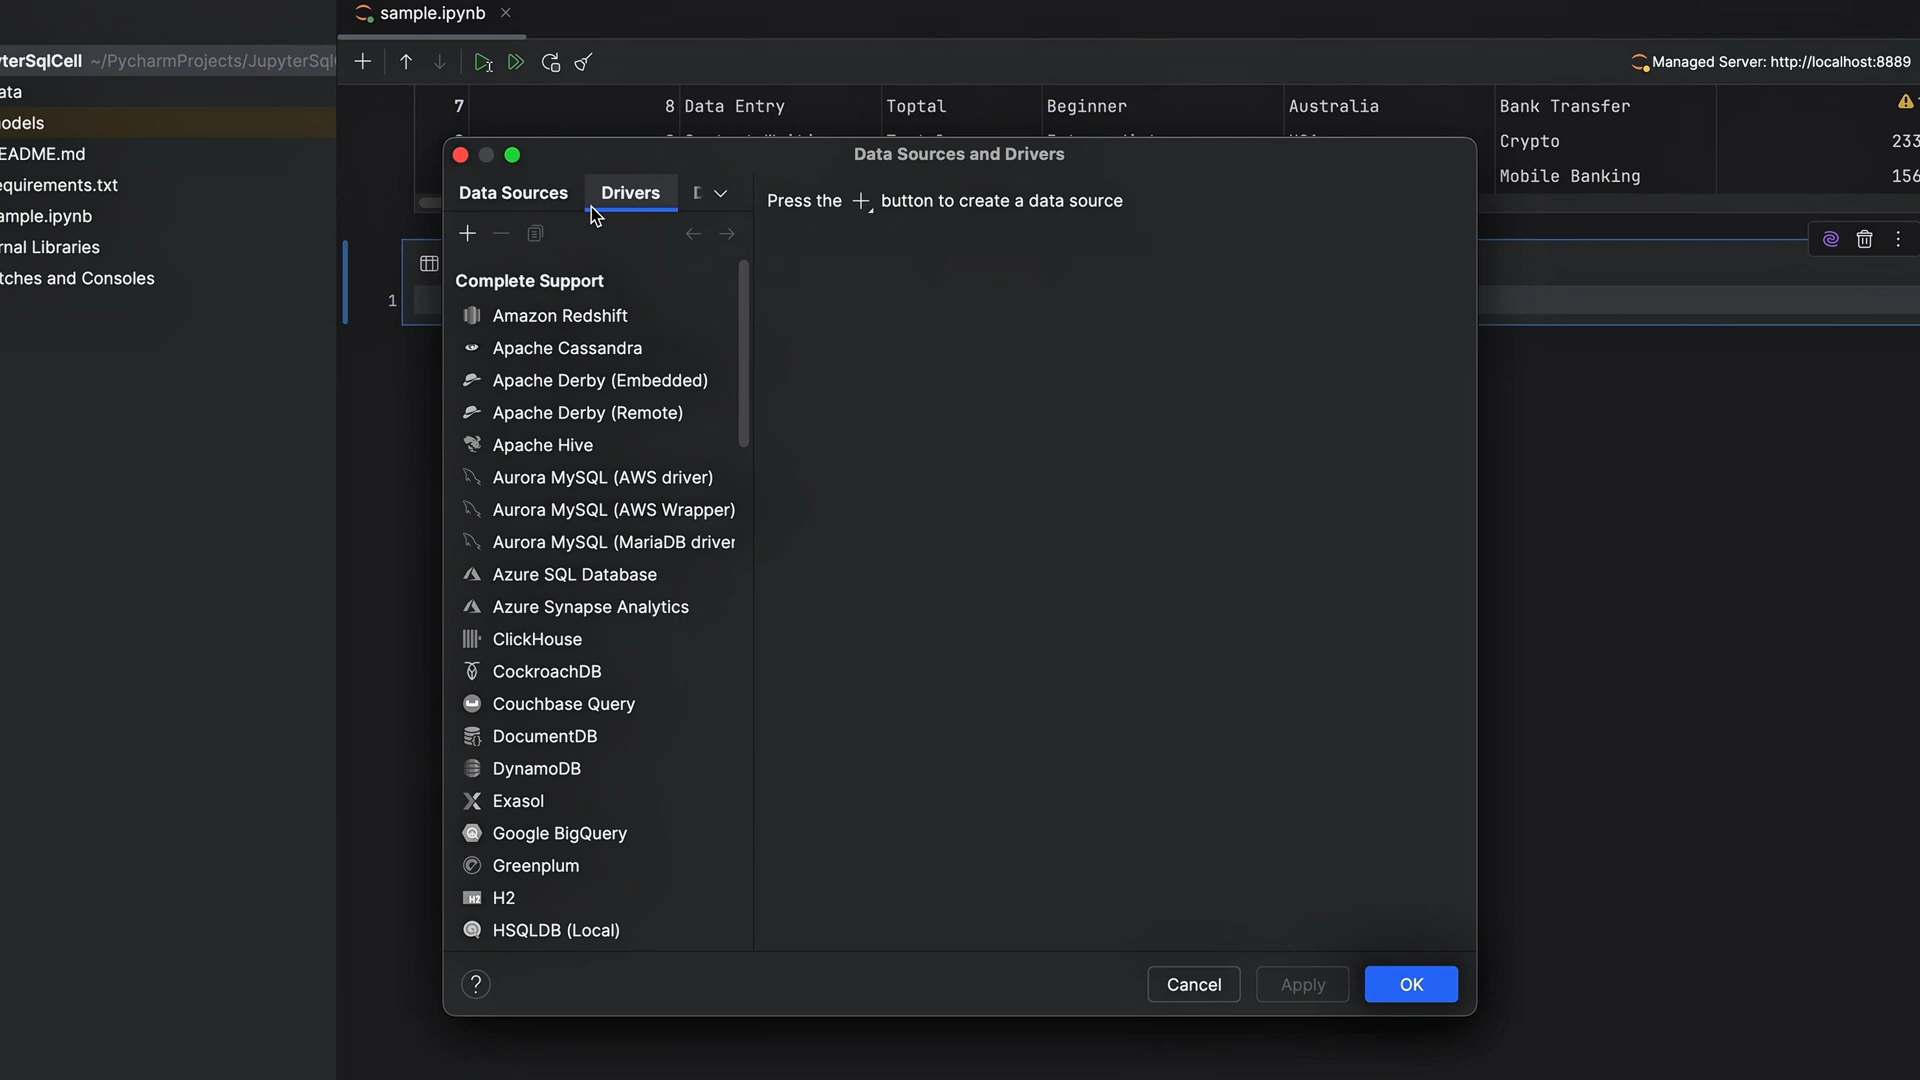 sample.ipynb
Managed Server: http://localhost:8889
7 8 Data Entry Toptal Beginner Australia Bank Transfer
Crypto 233
Mobile Banking 156
1
terSqlCell ~/PycharmProjects/JupyterSql
ata
odels
EADME.md
equirements.txt
ample.ipynb
rnal Libraries
tches and Consoles
Data Sources and Drivers
Data Sources Drivers
Press the + button to create a data source
Complete Support
Amazon Redshift
Apache Cassandra
Apache Derby (Embedded)
Apache Derby (Remote)
Apache Hive
Aurora MySQL (AWS driver)
Aurora MySQL (AWS Wrapper)
Aurora MySQL (MariaDB driver
Azure SQL Database
Azure Synapse Analytics
ClickHouse
CockroachDB
Couchbase Query
DocumentDB
DynamoDB
Exasol
Google BigQuery
Greenplum
H2
HSQLDB (Local)
? Cancel Apply OK